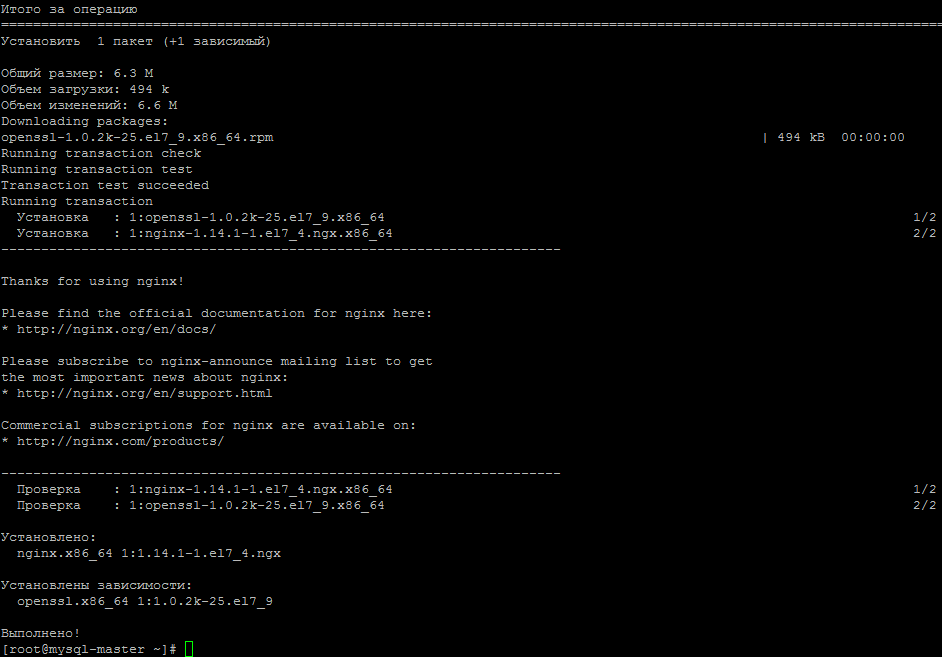 Итого за операцию
================================================================================
Установить  1 пакет (+1 зависимый)
Общий размер: 6.3 M
Объем загрузки: 494 k
Объем изменений: 6.6 M
Downloading packages:
openssl-1.0.2k-25.el7_9.x86_64.rpm | 494 kB  00:00:00
Running transaction check
Running transaction test
Transaction test succeeded
Running transaction
  Установка   : 1:openssl-1.0.2k-25.el7_9.x86_64 1/2
  Установка   : 1:nginx-1.14.1-1.el7_4.ngx.x86_64 2/2
----------------------------------------------------------------------
Thanks for using nginx!
Please find the official documentation for nginx here:
* http://nginx.org/en/docs/
Please subscribe to nginx-announce mailing list to get
the most important news about nginx:
* http://nginx.org/en/support.html
Commercial subscriptions for nginx are available on:
* http://nginx.com/products/
----------------------------------------------------------------------
  Проверка    : 1:nginx-1.14.1-1.el7_4.ngx.x86_64 1/2
  Проверка    : 1:openssl-1.0.2k-25.el7_9.x86_64 2/2
Установлено:
  nginx.x86_64 1:1.14.1-1.el7_4.ngx
Установлены зависимости:
  openssl.x86_64 1:1.0.2k-25.el7_9
Выполнено!
[root@mysql-master ~]#